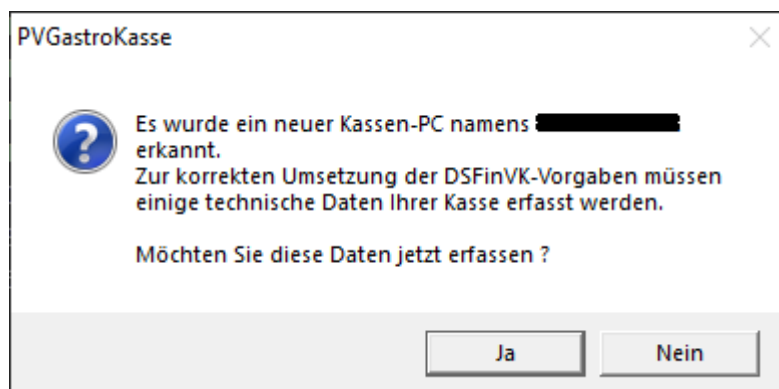 PVGastroKasse
Es wurde ein neuer Kassen-PC namens
erkannt.
Zur korrekten Umsetzung der DSFinVK-Vorgaben müssen
einige technische Daten Ihrer Kasse erfasst werden.
Möchten Sie diese Daten jetzt erfassen ?
Ja
Nein